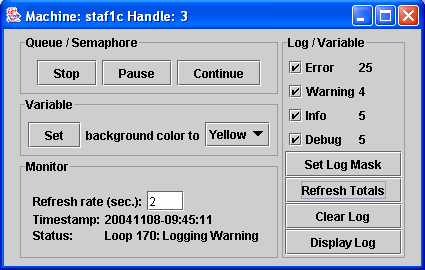 Machine: staf1c Handle: 3
Queue / Semaphore
Stop Pause Continue
Variable
Set background color to Yellow
Monitor
Refresh rate (sec.): 2
Timestamp: 20041108-09:45:11
Status: Loop 170: Logging Warning
Log / Variable
Error 25
Warning 4
Info 5
Debug 5
Set Log Mask
Refresh Totals
Clear Log
Display Log